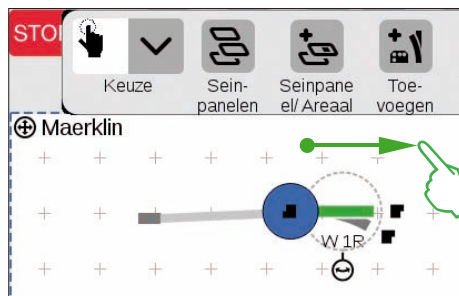 STO
Keuze
Sein-
panelen
Seinpane
el/ Areaal
Toe-
voegen
Maerklin
W 1R